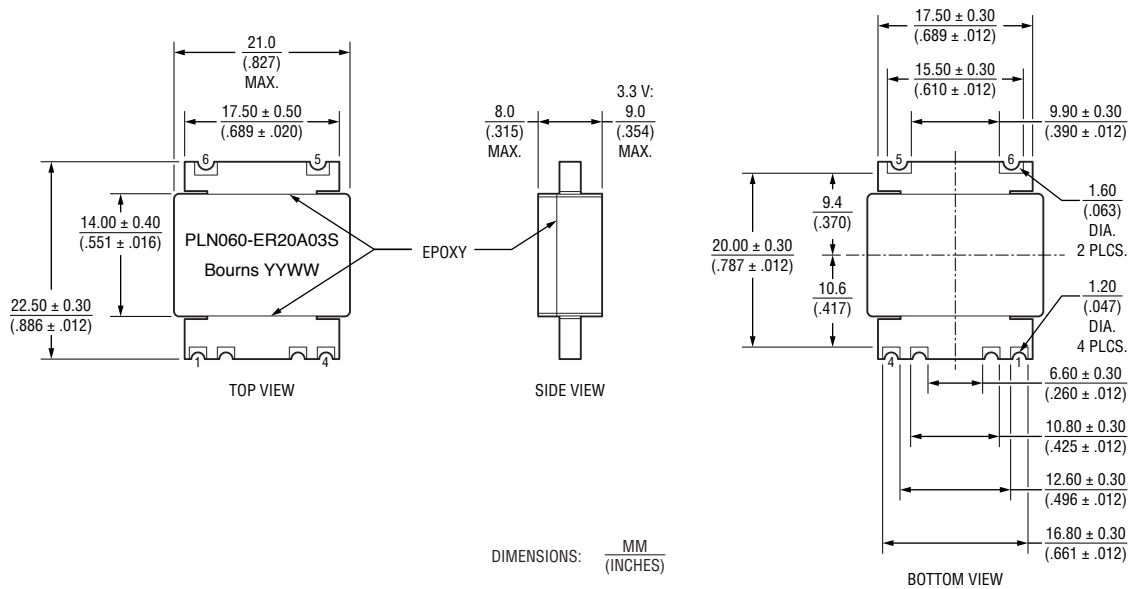 21.0
(.827)
MAX.
17.50 ± 0.50
(.689 ± .020)
6
5
14.00 ± 0.40
(.551 ± .016)
22.50 ± 0.30
(.886 ± .012)
PLN060-ER20A03S
Bourns YYWW
1
4
TOP VIEW
EPOXY
8.0
(.315)
MAX.
3.3 V:
9.0
(.354)
MAX.
SIDE VIEW
17.50 ± 0.30
(.689 ± .012)
15.50 ± 0.30
(.610 ± .012)
9.90 ± 0.30
(.390 ± .012)
5
6
1.60
(.063)
DIA.
2 PLCS.
9.4
(.370)
20.00 ± 0.30
(.787 ± .012)
10.6
(.417)
1.20
(.047)
DIA.
4 PLCS.
4
1
6.60 ± 0.30
(.260 ± .012)
10.80 ± 0.30
(.425 ± .012)
12.60 ± 0.30
(.496 ± .012)
16.80 ± 0.30
(.661 ± .012)
BOTTOM VIEW
DIMENSIONS: MM
(INCHES)